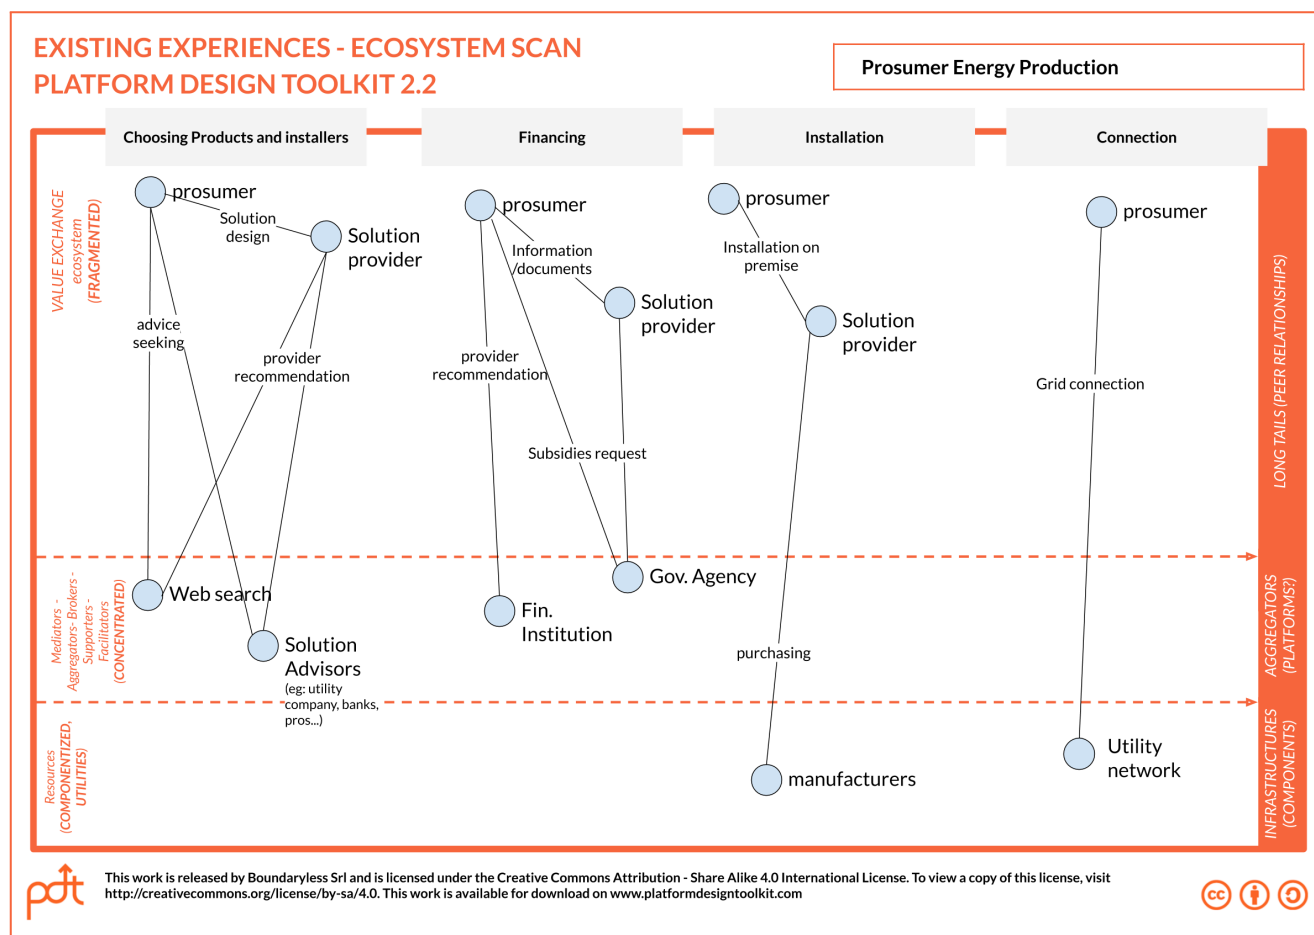 EXISTING EXPERIENCES - ECOSYSTEM SCAN
PLATFORM DESIGN TOOLKIT 2.2
Prosumer Energy Production
Choosing Products and installers
Financing
Installation
Connection
VALUE EXCHANGE
ecosystem
(FRAGMENTED)
prosumer
Solution
design
Solution
provider
advice
seeking
provider
recommendation
prosumer
Information
/documents
Solution
provider
provider
recommendation
Subsidies request
prosumer
Installation on
premise
Solution
provider
purchasing
prosumer
Grid connection
LONG TAILS (PEER RELATIONSHIPS)
Mediators -
Aggregators- Brokers -
Supporters -
Facilitators
(CONCENTRATED)
Web search
Solution
Advisors
(eg: utility
company, banks,
pros...)
Fin.
Institution
Gov. Agency
AGGREGATORS
(PLATFORMS?)
Resources
(COMPONENTIZED,
UTILITIES)
manufacturers
Utility
network
INFRASTRUCTURES
(COMPONENTS)
pdt
This work is released by Boundaryless Srl and is licensed under the Creative Commons Attribution - Share Alike 4.0 International License. To view a copy of this license, visit
http://creativecommons.org/license/by-sa/4.0. This work is available for download on www.platformdesigntoolkit.com
cc